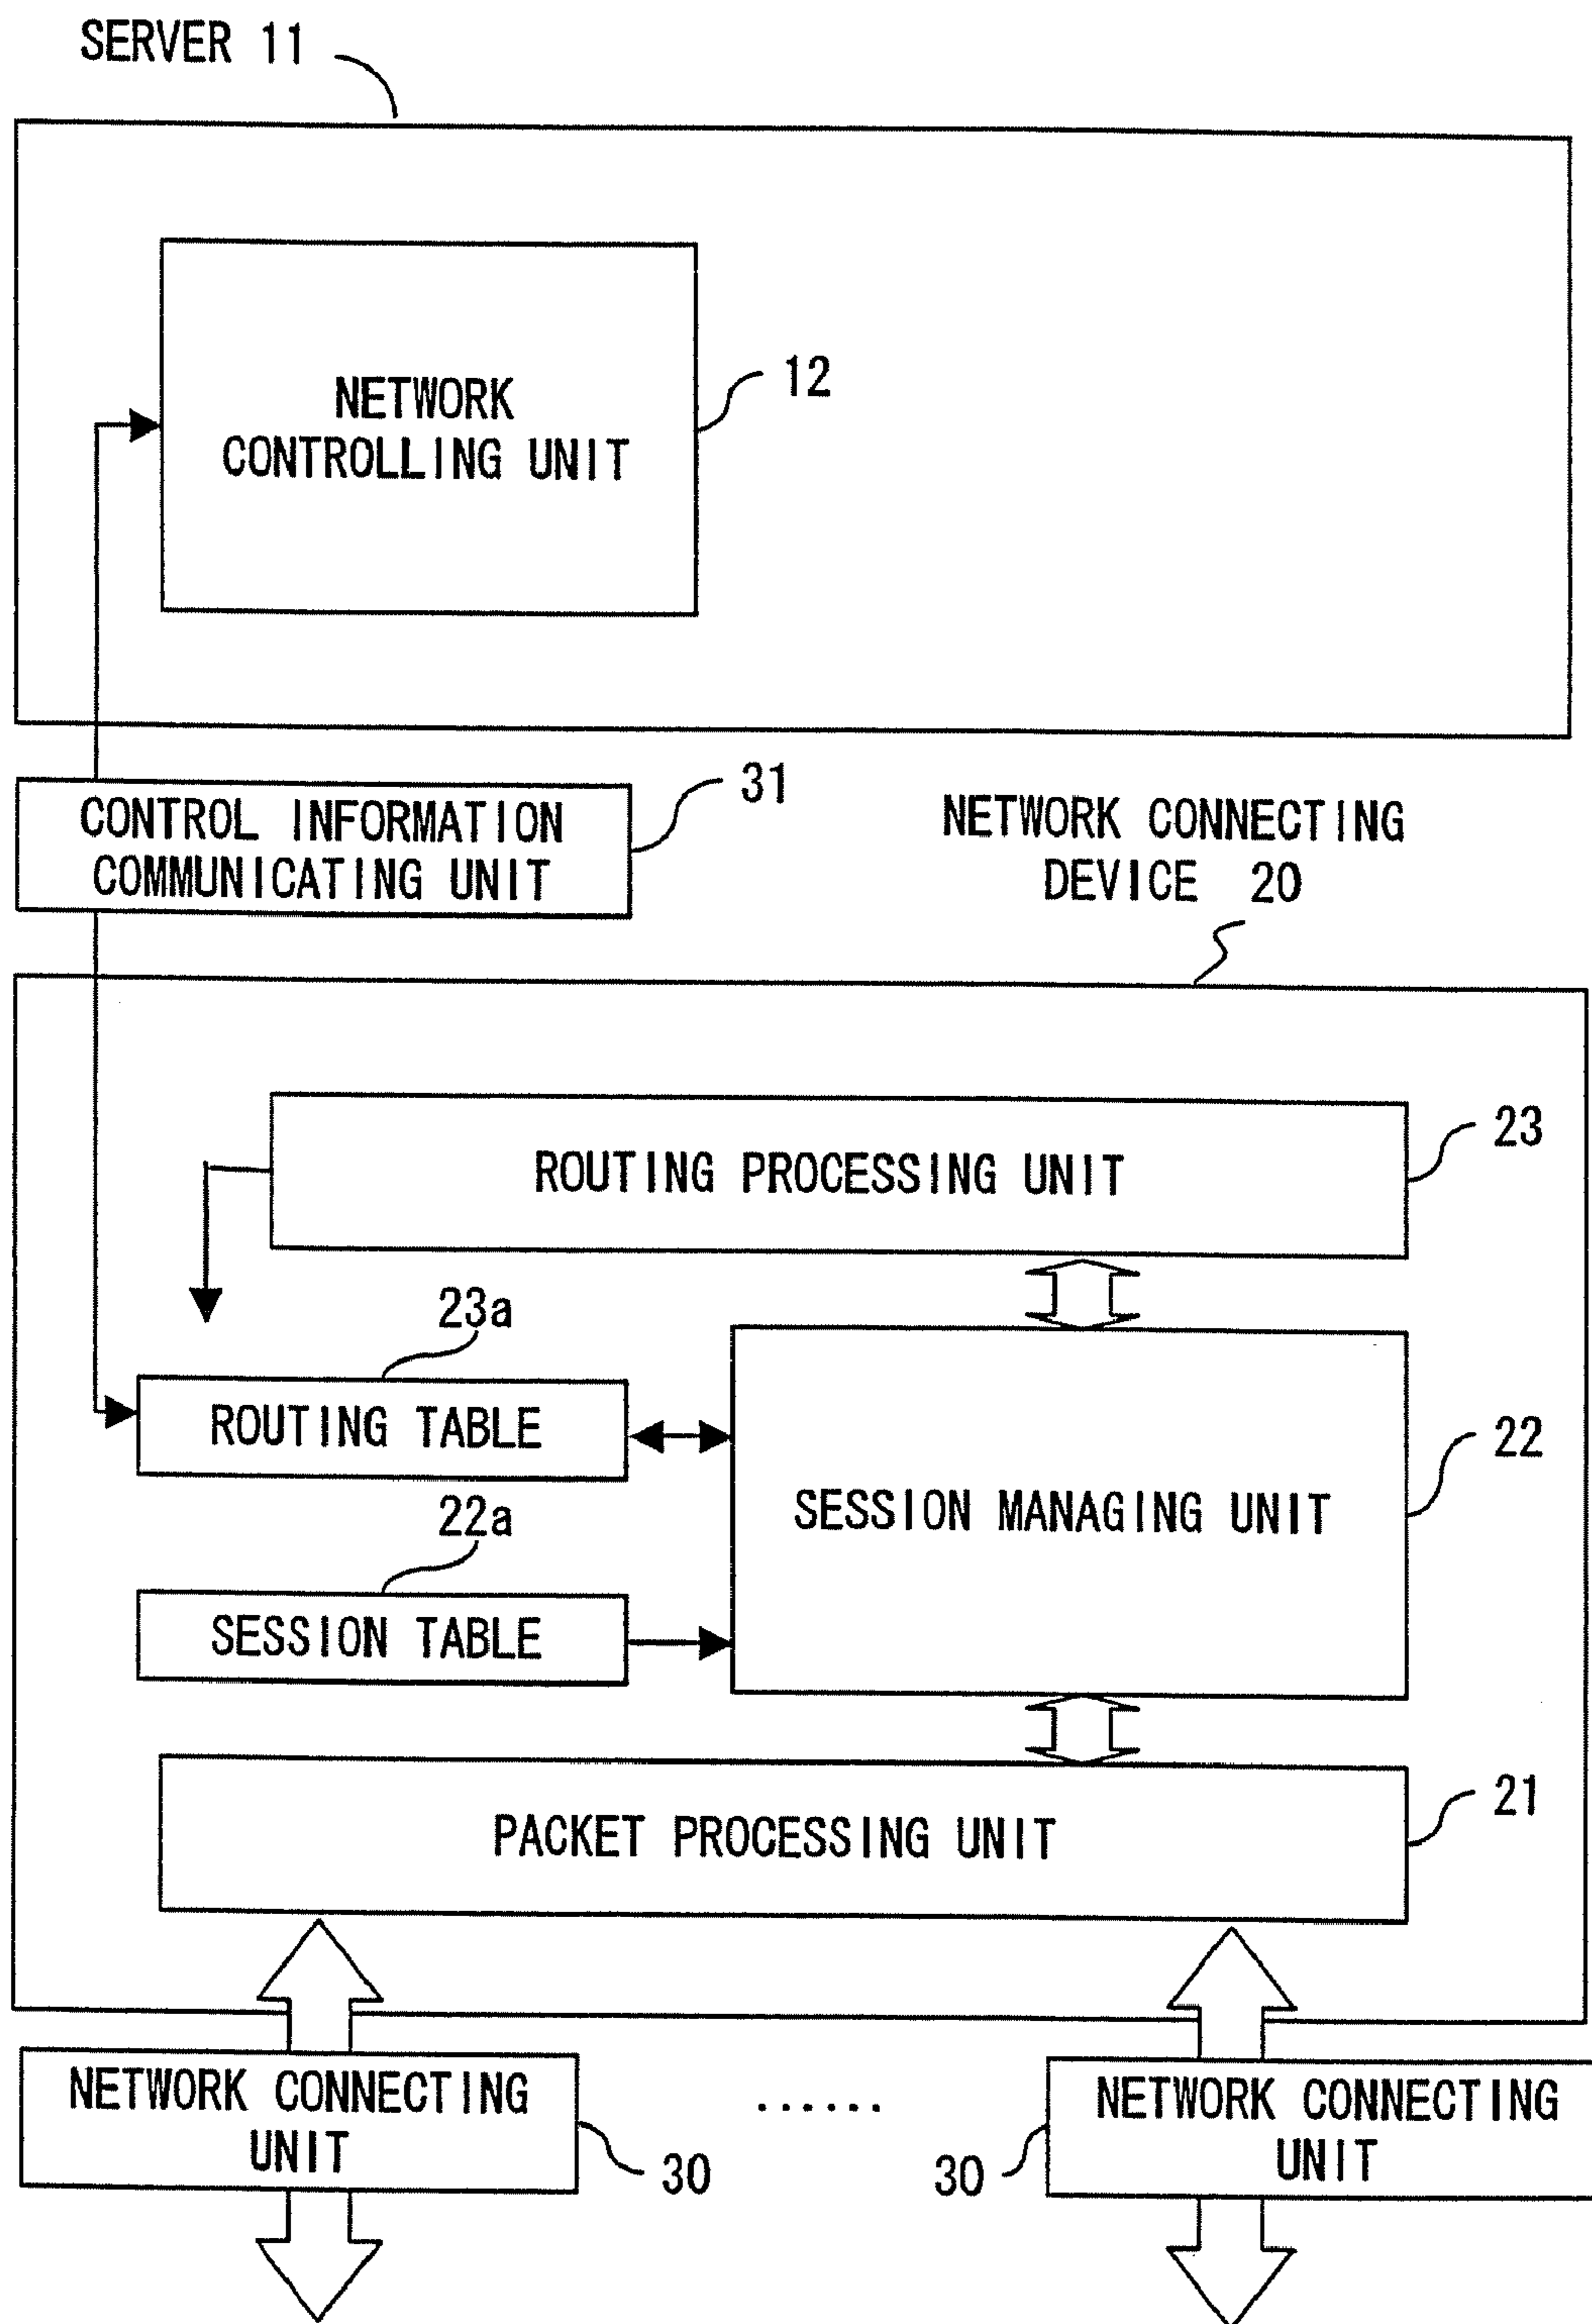 SERVER 11
NETWORK
CONTROLLING UNIT
12
CONTROL INFORMATION
COMMUNICATING UNIT
31
NETWORK CONNECTING
DEVICE 20
ROUTING PROCESSING UNIT
23
23a
ROUTING TABLE
22a
SESSION TABLE
SESSION MANAGING UNIT
22
PACKET PROCESSING UNIT
21
NETWORK CONNECTING
UNIT
30
......
30
NETWORK CONNECTING
UNIT